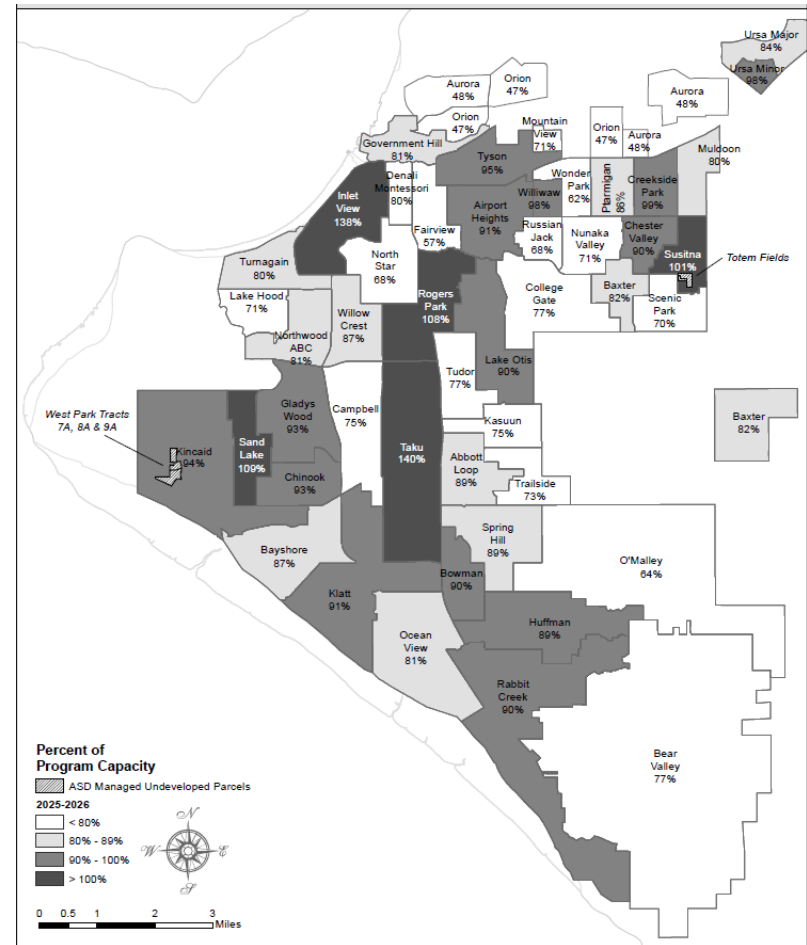 Ursa Major
84%
Ursa Minor
98%
Aurora
48%
Orion
47%
Aurora
48%
Orion
47%
Mountain
View
71%
Orion
47%
Aurora
48%
Muldoon
80%
Government Hill
81%
Tyson
95%
Denali
Montessori
80%
Wonder
Park
62%
Ptarmigan
86%
Creekside
Park
99%
Inlet
View
138%
Williwaw
98%
Airport
Heights
91%
Fairview
57%
Russian
Jack
68%
Nunaka
Valley
71%
Chester
Valley
90%
Susitna
101%
Totem Fields
Turnagain
80%
North
Star
68%
Lake Hood
71%
Rogers
Park
108%
College
Gate
77%
Baxter
82%
Scenic
Park
70%
Willow
Crest
87%
Northwood
ABC
81%
Lake Otis
90%
Tudor
77%
West Park Tracts
7A, 8A & 9A
Gladys
Wood
93%
Campbell
75%
Kasuun
75%
Baxter
82%
Kincaid
94%
Sand
Lake
109%
Taku
140%
Abbott
Loop
89%
Chinook
93%
Trailside
73%
Bayshore
87%
Spring
Hill
89%
O'Malley
64%
Klatt
91%
Bowman
90%
Huffman
89%
Ocean
View
81%
Rabbit
Creek
90%
Bear
Valley
77%
Percent of
Program Capacity
ASD Managed Undeveloped Parcels
2025-2026
< 80%
80% - 89%
90% - 100%
> 100%
N
W
E
S
0 0.5 1 2 3
Miles